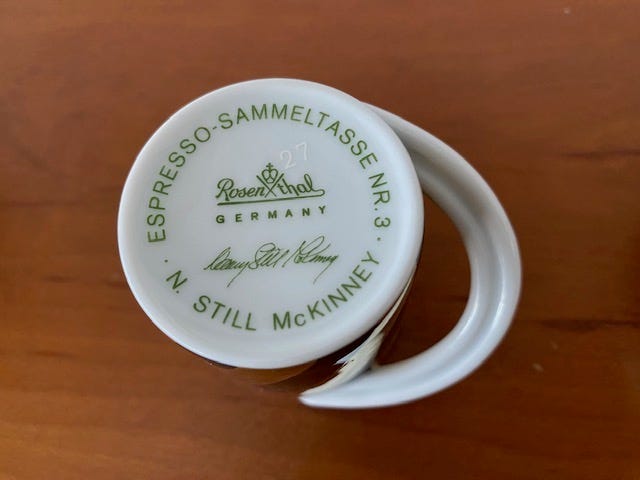 ESPRESSO-SAMMELTASSE NR. 3 ·
27
Rosenthal
GERMANY
· N. STILL McKINNEY